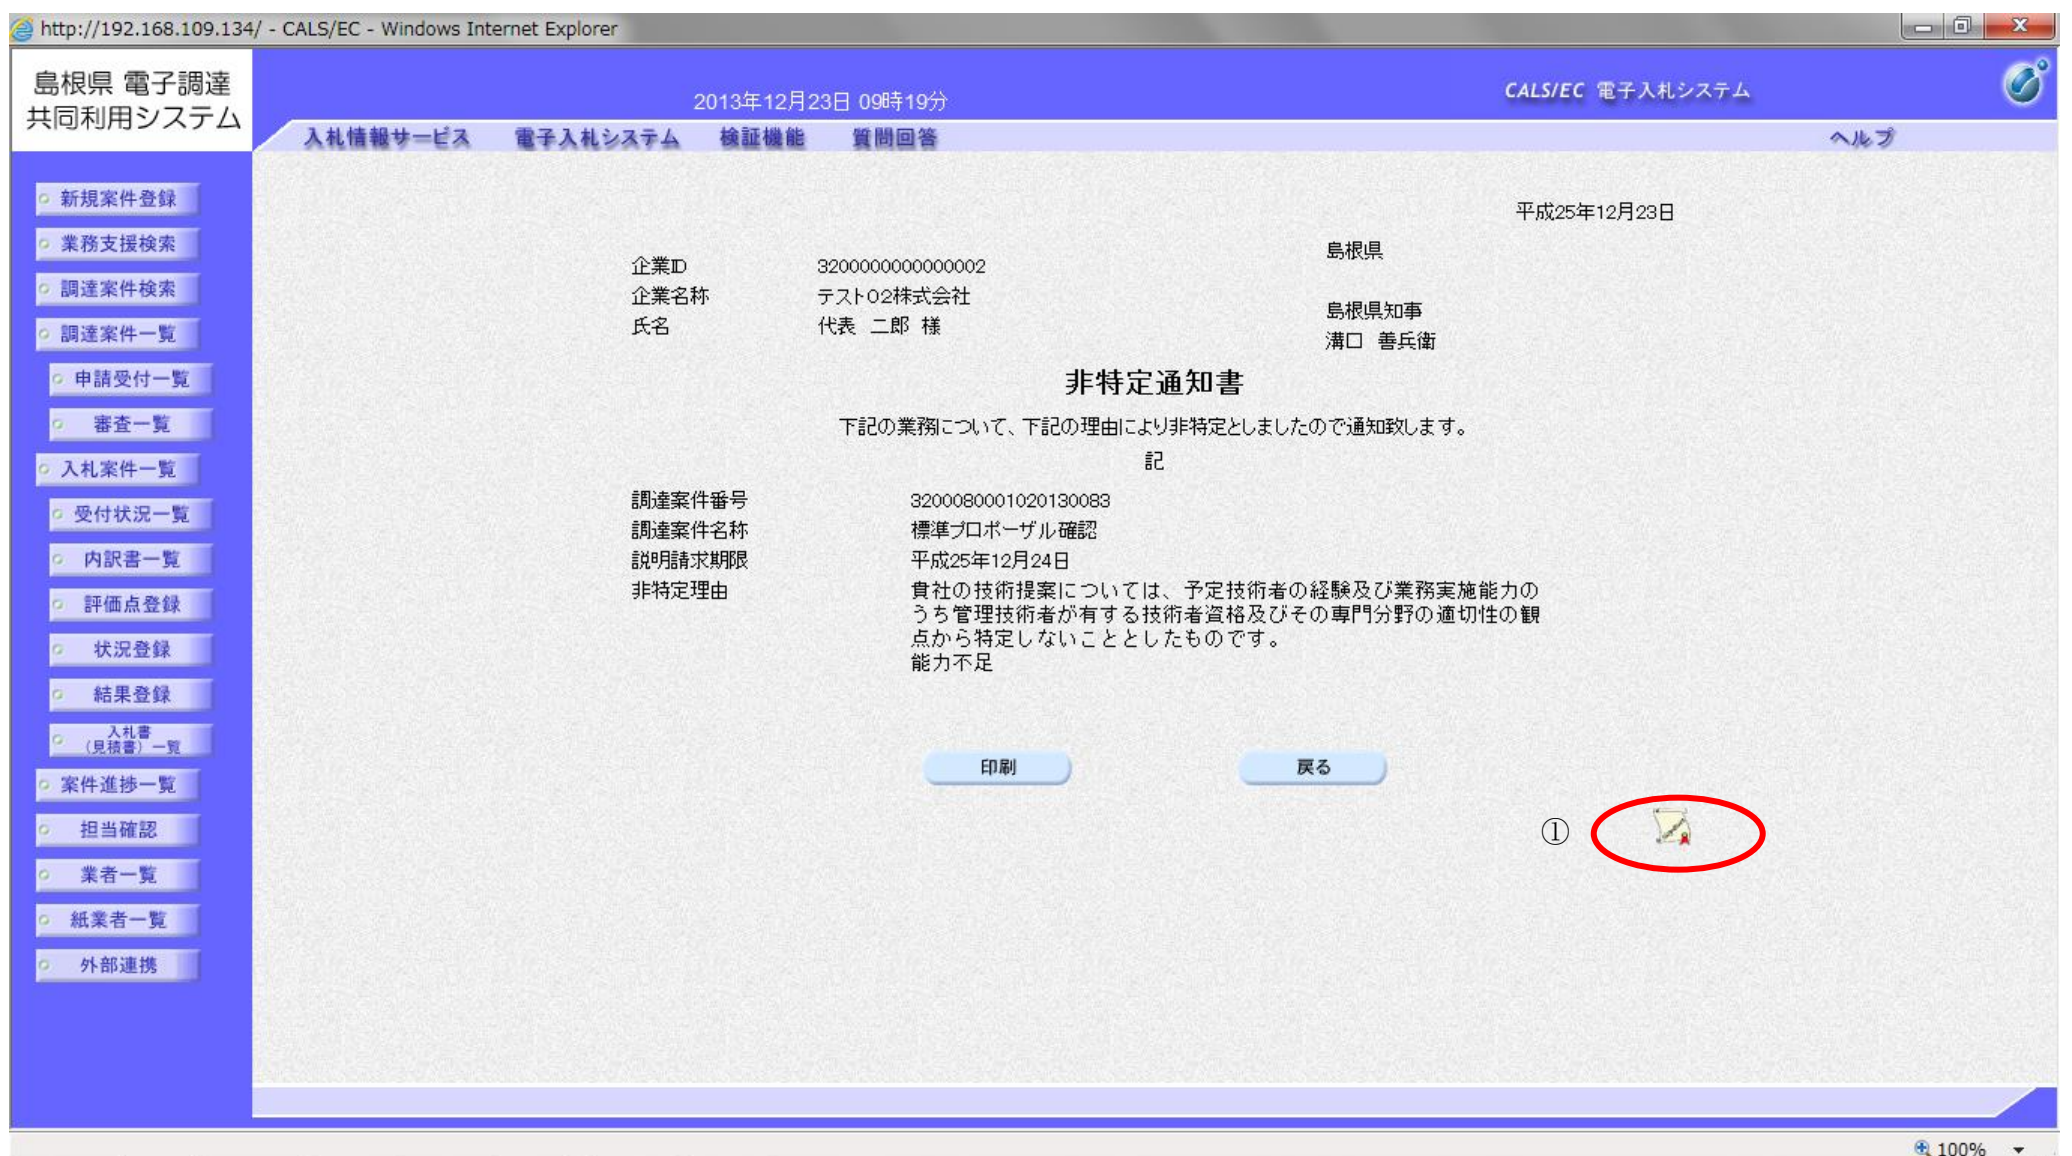 http://192.168.109.134/ - CALS/EC - Windows Internet Explorer
島根県 電子調達
共同利用システム
2013年12月23日 09時19分
CALS/EC 電子入札システム
入札情報サービス 電子入札システム 検証機能 質問回答 ヘルプ
新規案件登録
業務支援検索
調達案件検索
調達案件一覧
申請受付一覧
審査一覧
入札案件一覧
受付状況一覧
内訳書一覧
評価点登録
状況登録
結果登録
入札書
（見積書）一覧
案件進捗一覧
担当確認
業者一覧
紙業者一覧
外部連携
平成25年12月23日
島根県
企業ID 3200000000000002
企業名称 テスト02株式会社
島根県知事
氏名 代表 二郎 様
溝口 善兵衛
非特定通知書
下記の業務について、下記の理由により非特定としましたので通知致します。
記
調達案件番号 3200080001020130083
調達案件名称 標準プロポーザル確認
説明請求期限 平成25年12月24日
非特定理由 貴社の技術提案については、予定技術者の経験及び業務実施能力の
うち管理技術者が有する技術者資格及びその専門分野の適切性の観
点から特定しないこととしたものです。
能力不足
印刷 戻る
①
100%